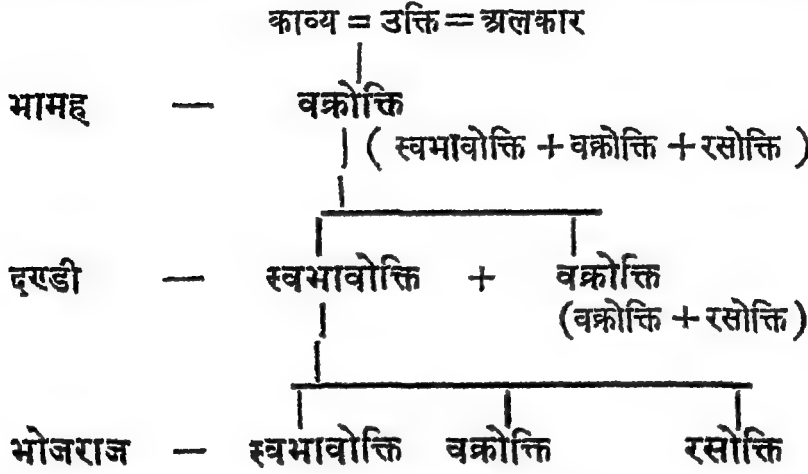 काव्य = उक्ति = अलकार
भामह — वक्रोक्ति
( स्वभावोक्ति + वक्रोक्ति + रसोक्ति )
दण्डी — स्वभावोक्ति + वक्रोक्ति
(वक्रोक्ति + रसोक्ति )
भोजराज — स्वभावोक्ति वक्रोक्ति रसोक्ति